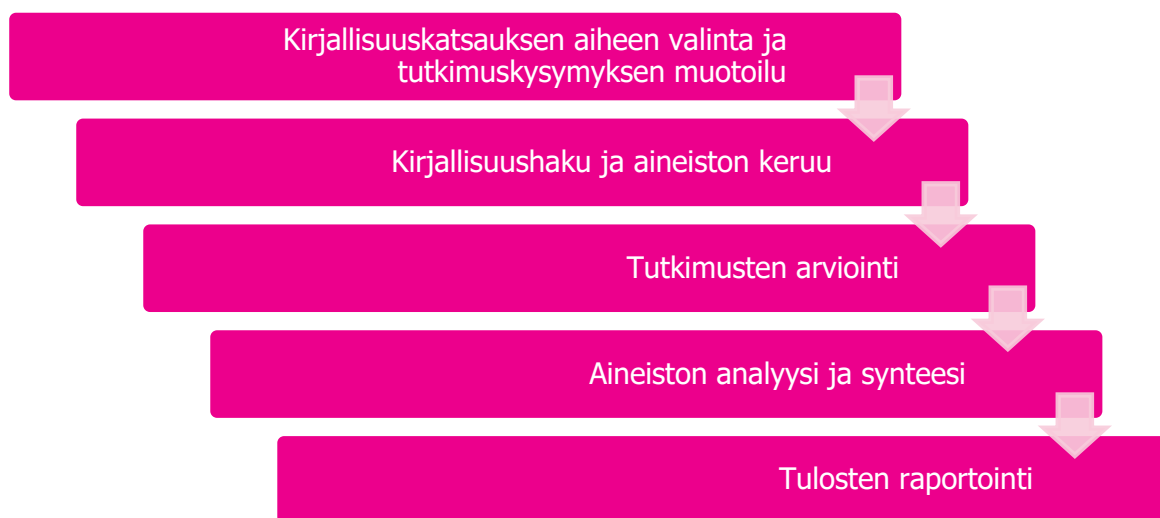 Kirjallisuuskatsauksen aiheen valinta ja
tutkimuskysymyksen muotoilu
Kirjallisuushaku ja aineiston keruu
Tutkimusten arviointi
Aineiston analyysi ja synteesi
Tulosten raportointi